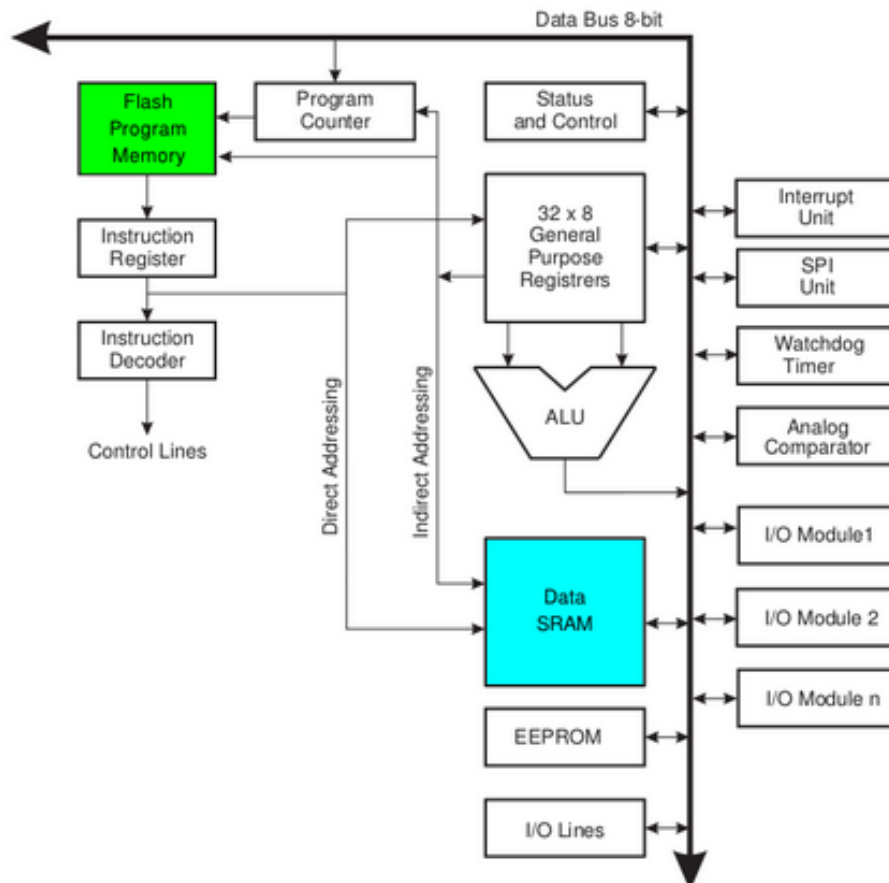 Data Bus 8-bit
Flash
Program
Memory
Program
Counter
Status
and Control
Interrupt
Unit
32 x 8
General
Purpose
Registrers
Instruction
Register
SPI
Unit
Instruction
Decoder
Watchdog
Timer
ALU
Analog
Comparator
Control Lines
Direct Addressing
Indirect Addressing
I/O Module1
Data
SRAM
I/O Module 2
I/O Module n
EEPROM
I/O Lines